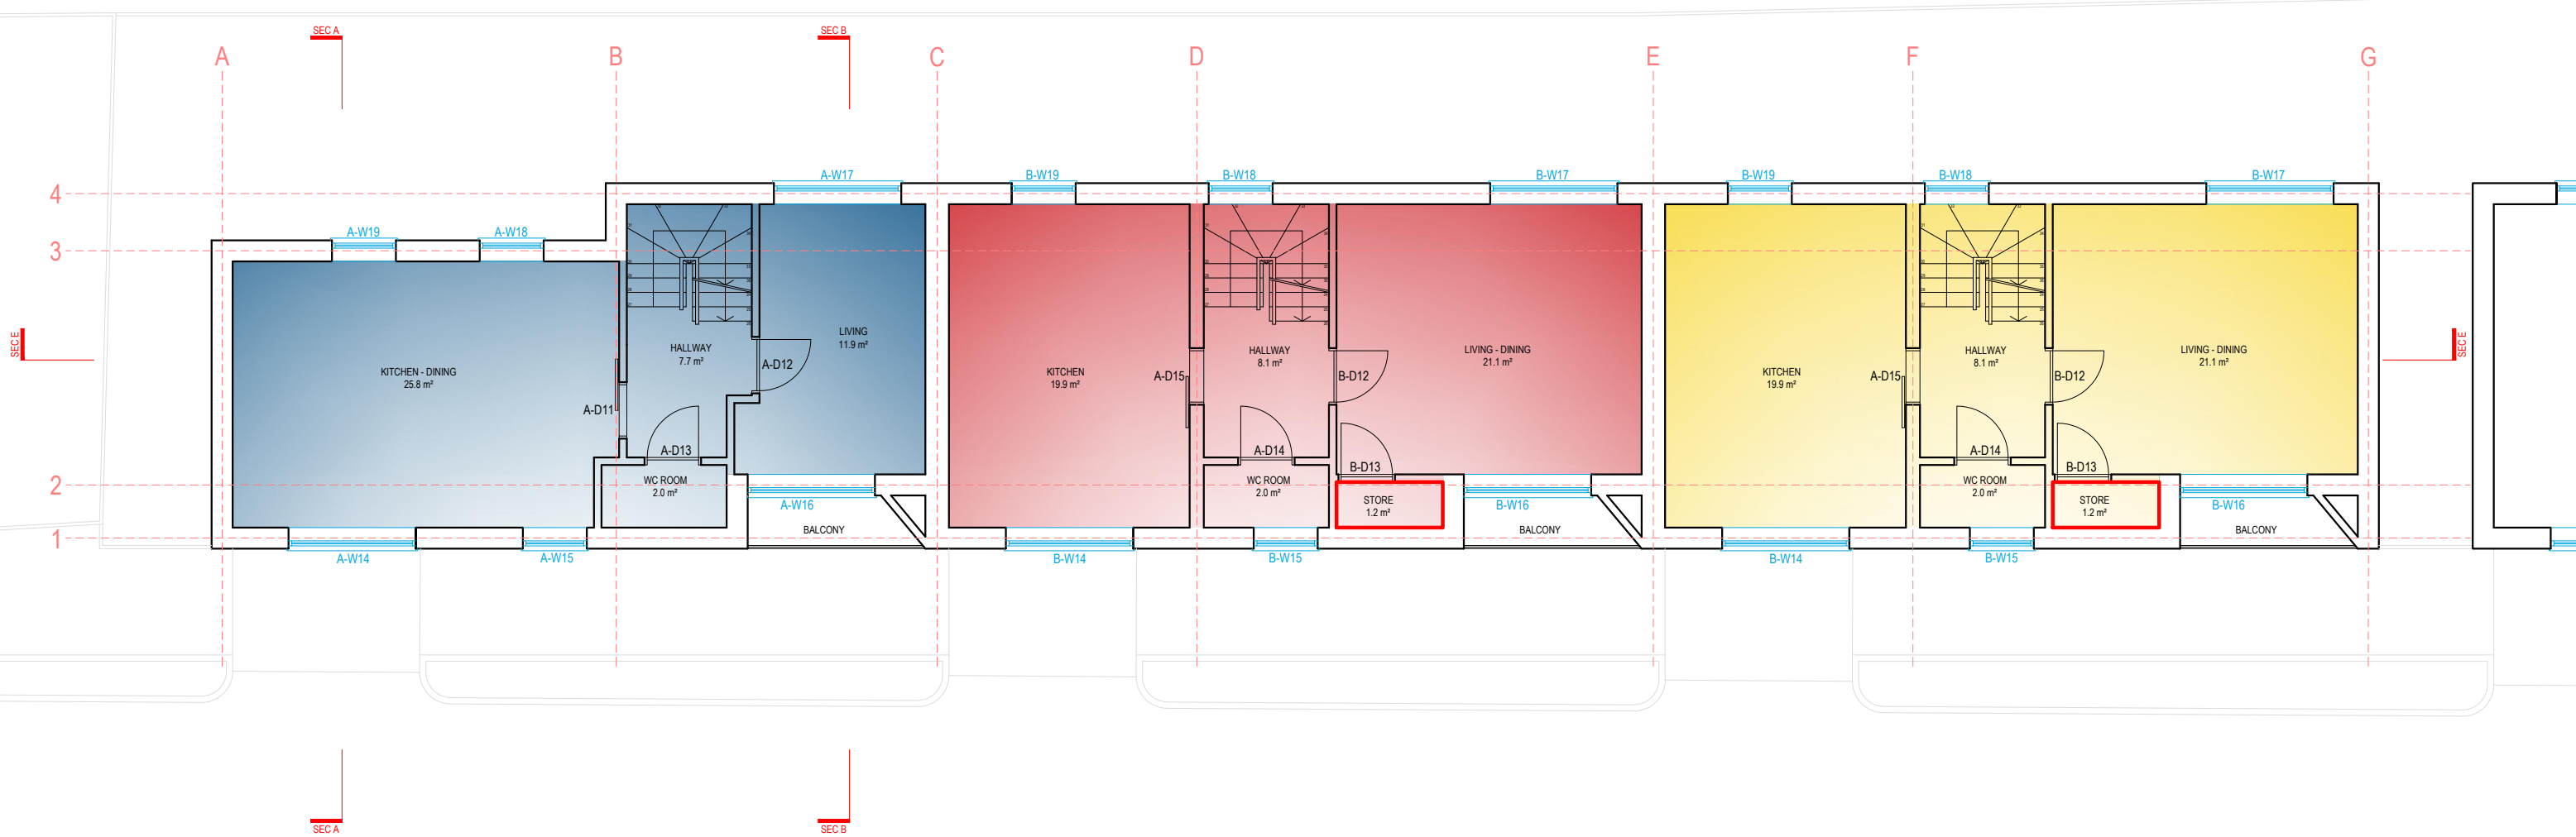 SEC A
SEC B
A
B
C
D
E
F
G
4
3
2
1
A-W17
B-W19
B-W18
B-W17
B-W19
B-W18
B-W17
A-W19
A-W18
SEC E
SEC E
KITCHEN - DINING
25.8 m²
HALLWAY
7.7 m²
LIVING
11.9 m²
A-D12
A-D11
A-D13
WC ROOM
2.0 m²
A-W16
BALCONY
A-W14
A-W15
KITCHEN
19.9 m²
A-D15
HALLWAY
8.1 m²
B-D12
LIVING - DINING
21.1 m²
A-D14
B-D13
WC ROOM
2.0 m²
STORE
1.2 m²
B-W16
BALCONY
B-W14
B-W15
KITCHEN
19.9 m²
A-D15
HALLWAY
8.1 m²
B-D12
LIVING - DINING
21.1 m²
A-D14
B-D13
WC ROOM
2.0 m²
STORE
1.2 m²
B-W16
BALCONY
B-W14
B-W15
SEC A
SEC B